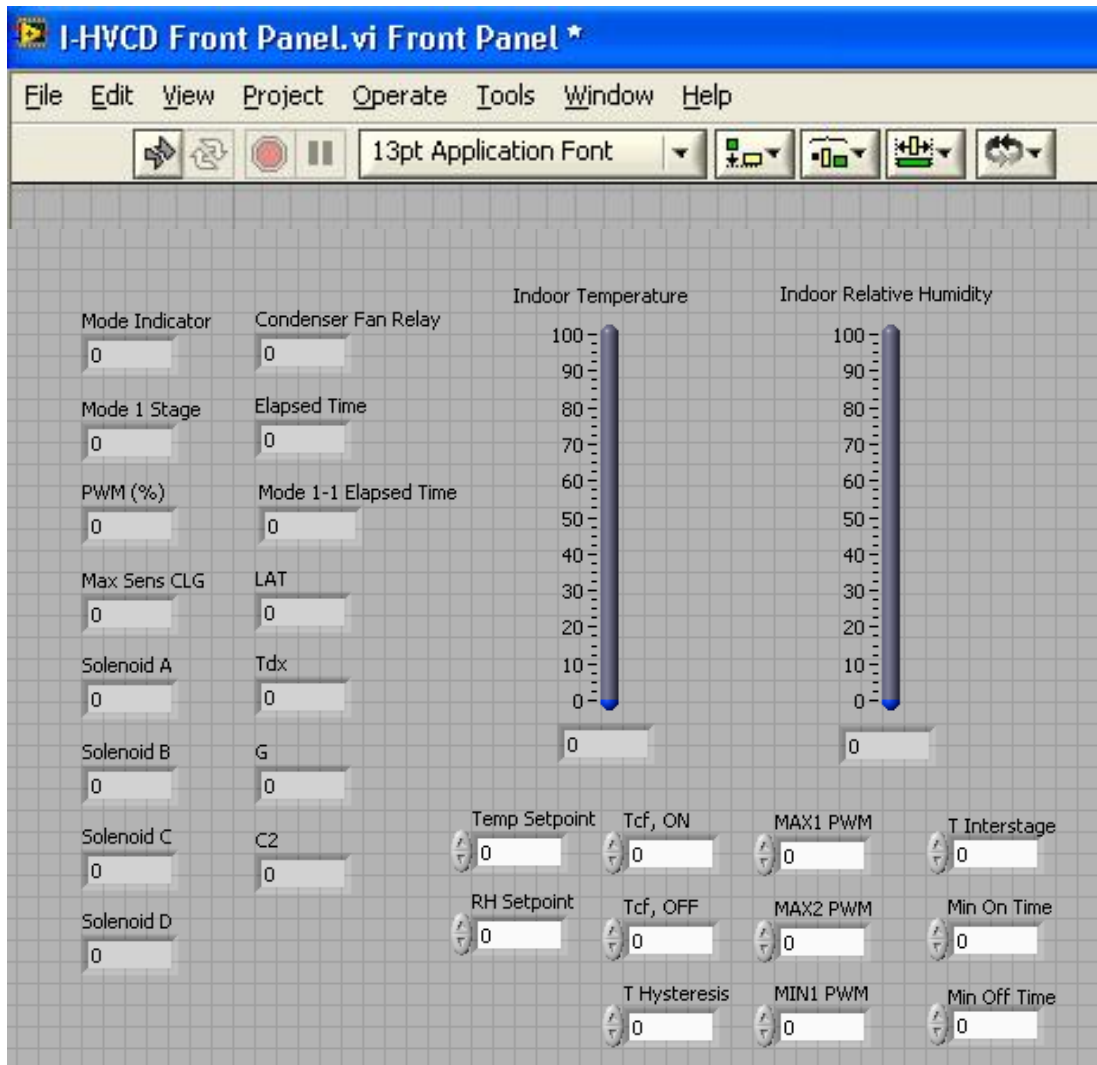 I-HVCD Front Panel.vi Front Panel *
File Edit View Project Operate Tools Window Help
13pt Application Font
Mode Indicator
0
Mode 1 Stage
0
PWM (%)
0
Max Sens CLG
0
Solenoid A
0
Solenoid B
0
Solenoid C
0
Solenoid D
0
Condenser Fan Relay
0
Elapsed Time
0
Mode 1-1 Elapsed Time
0
LAT
0
Tdx
0
G
0
C2
0
Indoor Temperature
100
90
80
70
60
50
40
30
20
10
0
0
Indoor Relative Humidity
100
90
80
70
60
50
40
30
20
10
0
0
Temp Setpoint
0
RH Setpoint
0
Tcf, ON
0
Tcf, OFF
0
T Hysteresis
0
MAX1 PWM
0
MAX2 PWM
0
MIN1 PWM
0
T Interstage
0
Min On Time
0
Min Off Time
0